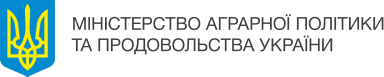 МІНІСТЕРСТВО АГРАРНОЇ ПОЛІТИКИ
ТА ПРОДОВОЛЬСТВА УКРАЇНИ